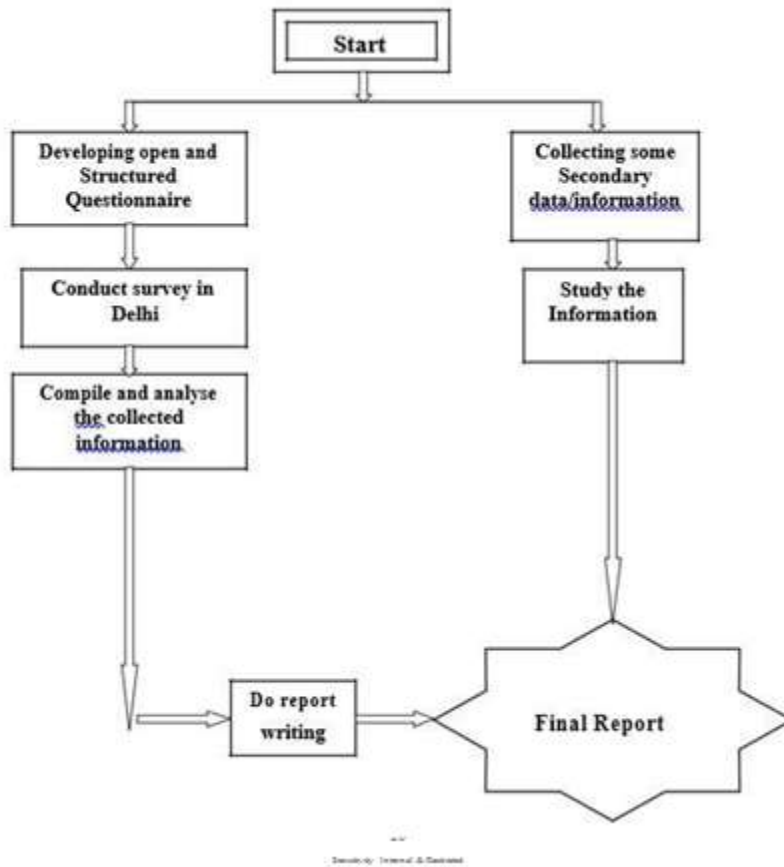 Start
Developing open and
Structured
Questionnaire
Collecting some
Secondary
data/information
Conduct survey in
Delhi
Study the
Information
Compile and analyse
the collected
information
Do report
writing
Final Report